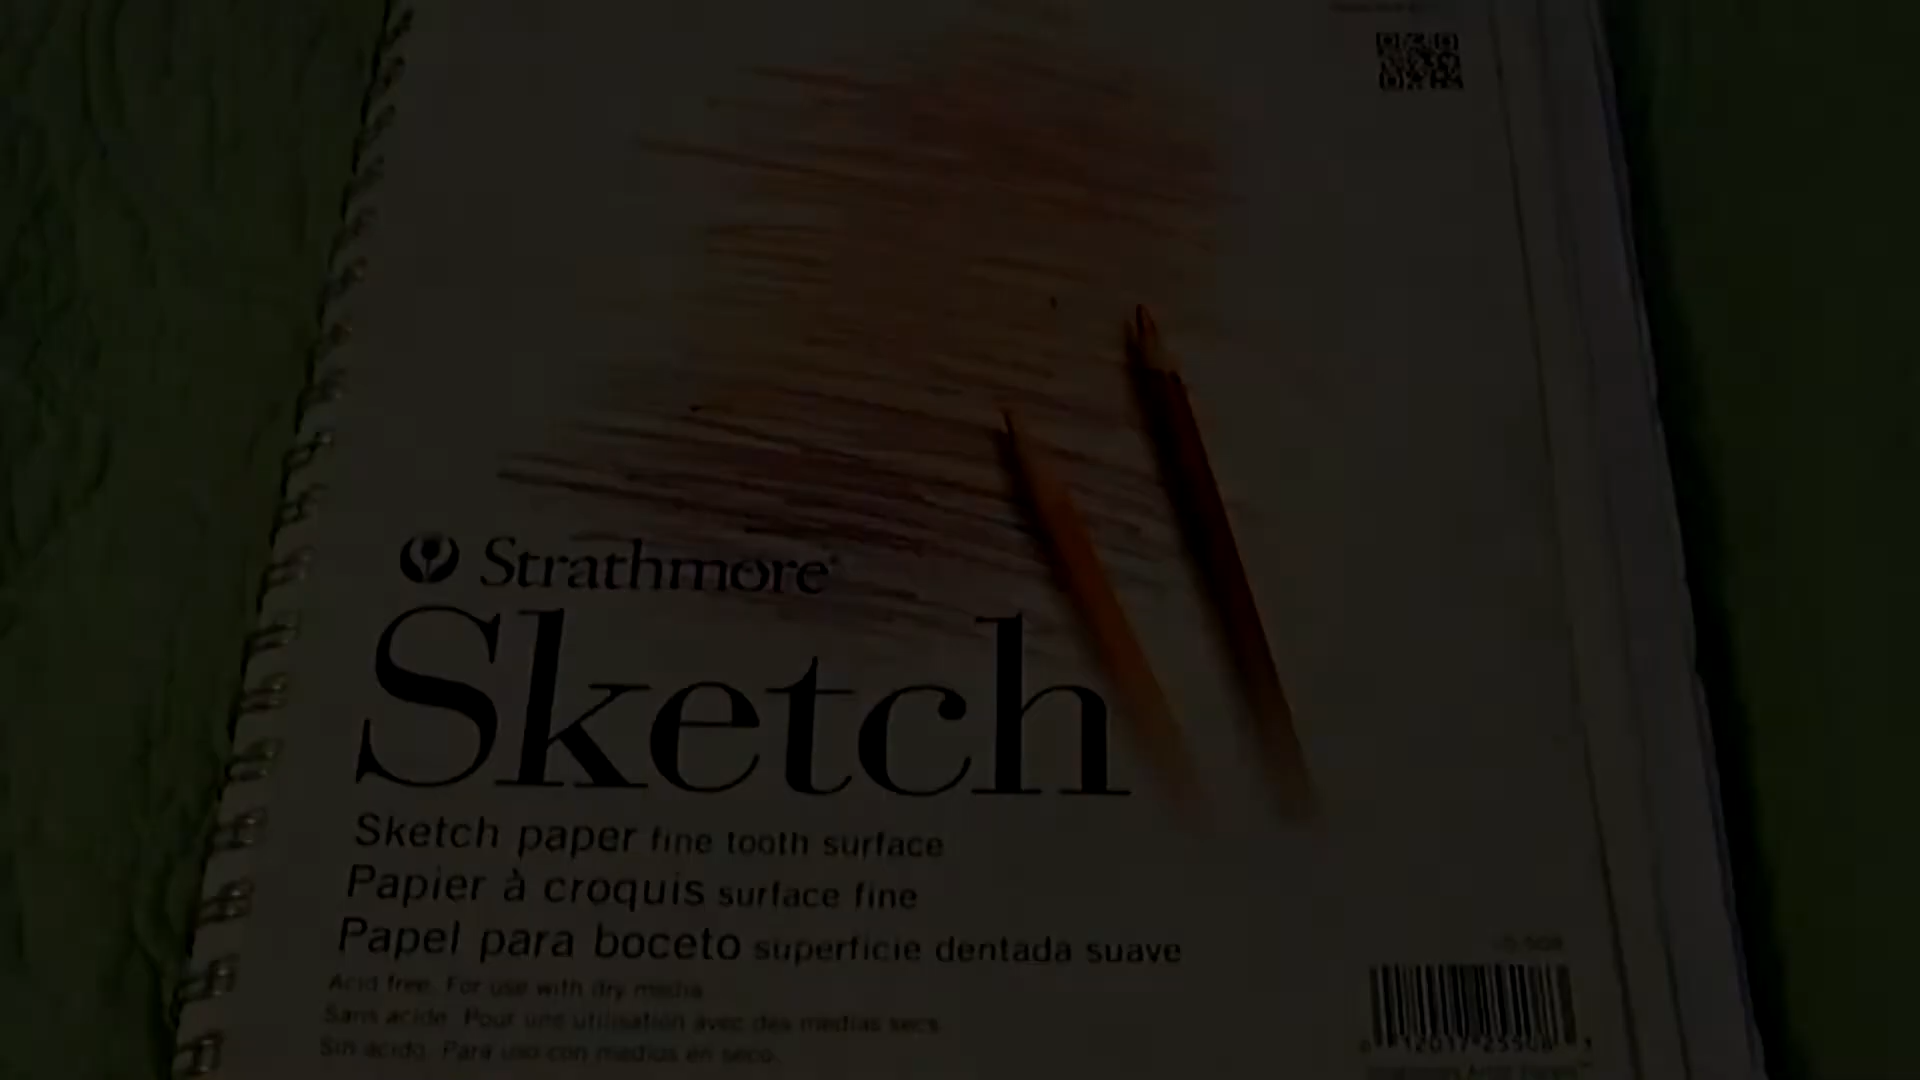 Strathmore®
Sketch
Sketch paper fine tooth surface
Papier à croquis surface fine
Papel para boceto superficie dentada suave
Acid free. For use with dry media.
Sans acide. Pour une utilisation avec des médias secs.
Sin ácido. Para uso con medios en seco.